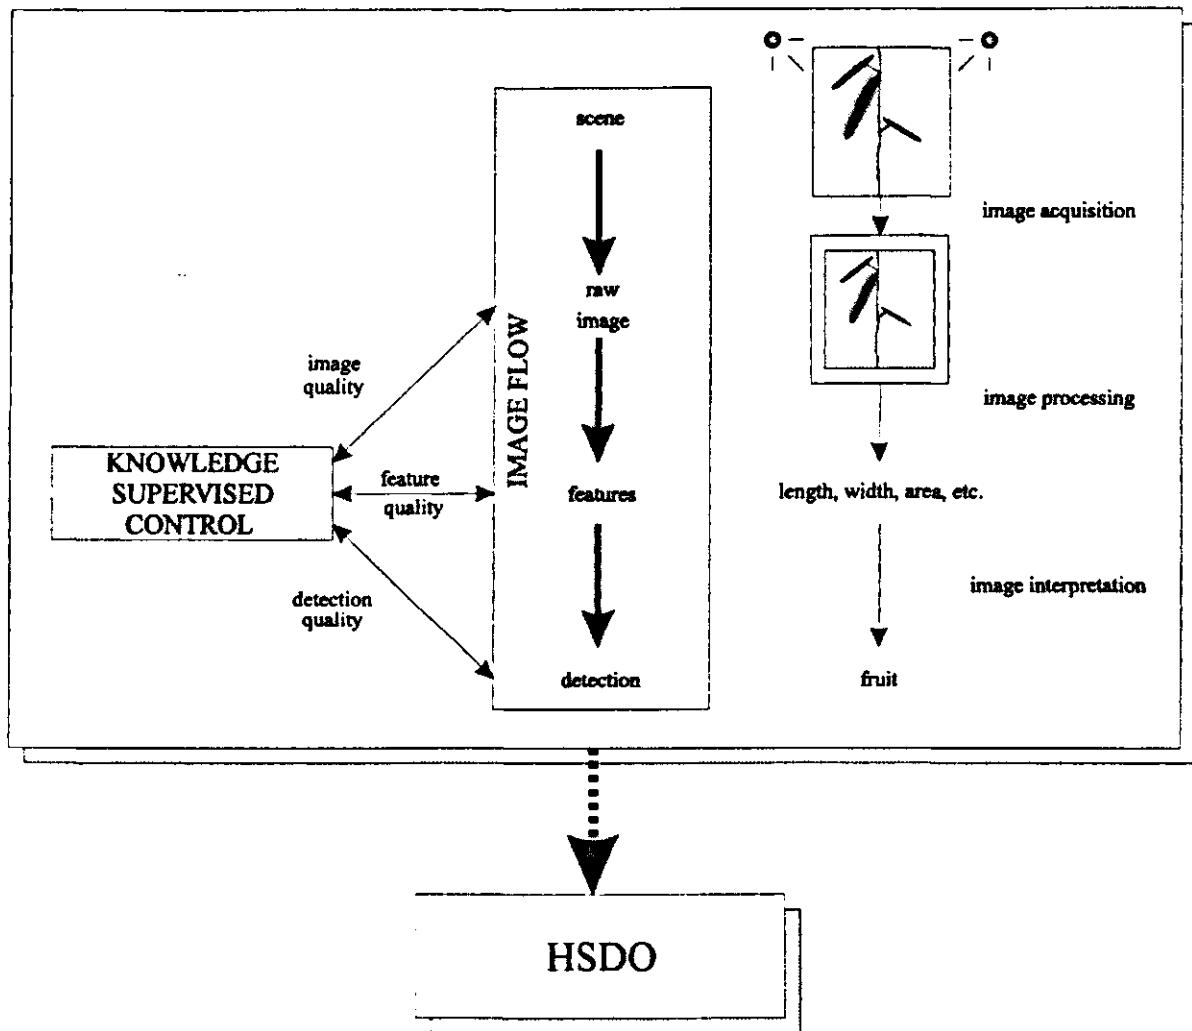 scene
raw
image
features
detection
IMAGE FLOW
image
quality
feature
quality
detection
quality
KNOWLEDGE
SUPERVISED
CONTROL
image acquisition
image processing
length, width, area, etc.
image interpretation
fruit
HSDO